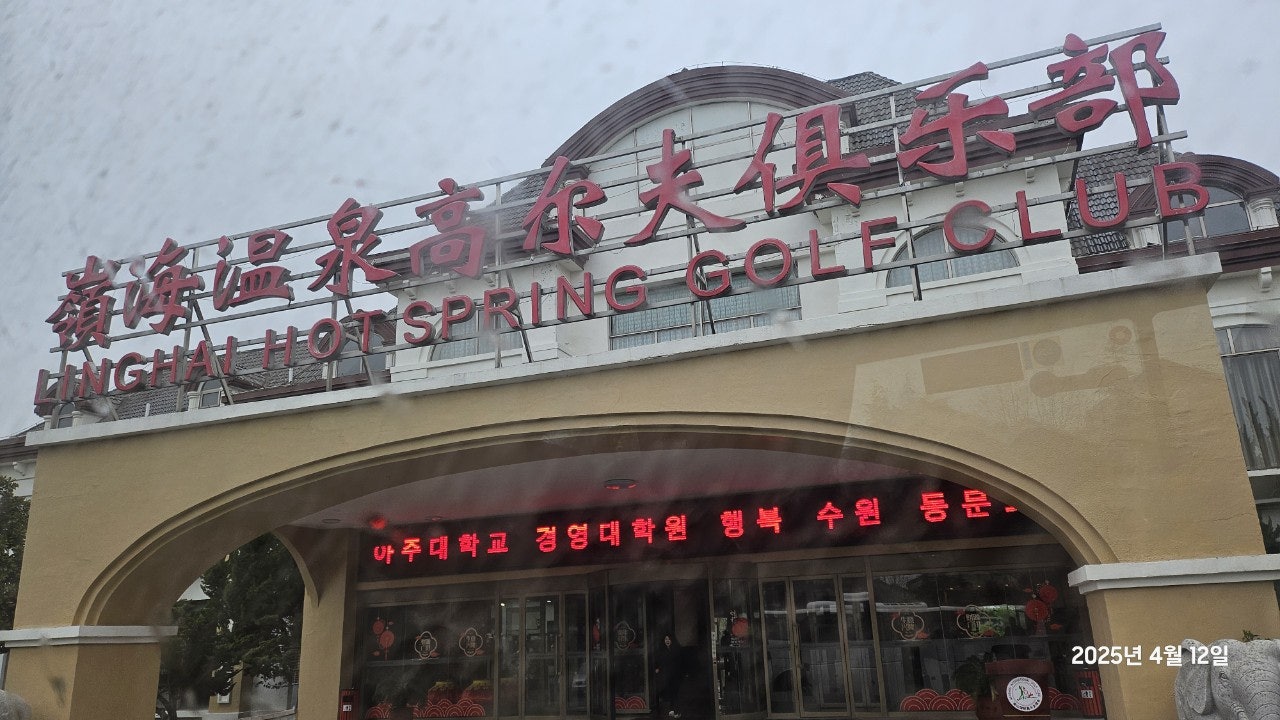 嶺海温泉高尔夫俱乐部
LINGHAI HOT SPRING GOLF CLUB
아주대학교 경영대학원 행복 수원 동문
2025년 4월 12일